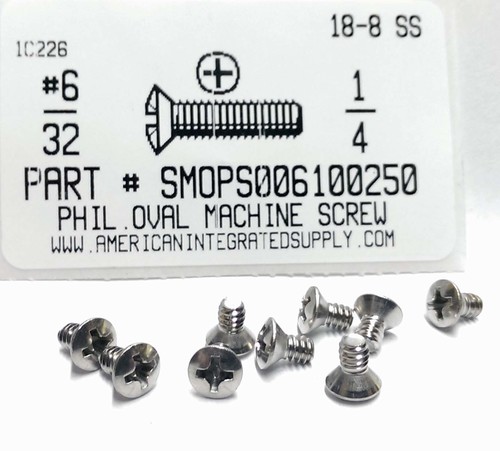 18-8 SS
1C226
#6
32
1
4
PART # SMOPS006100250
PHIL.OVAL MACHINE SCREW
WWW.AMERICANINTEGRATEDSUPPLY.COM